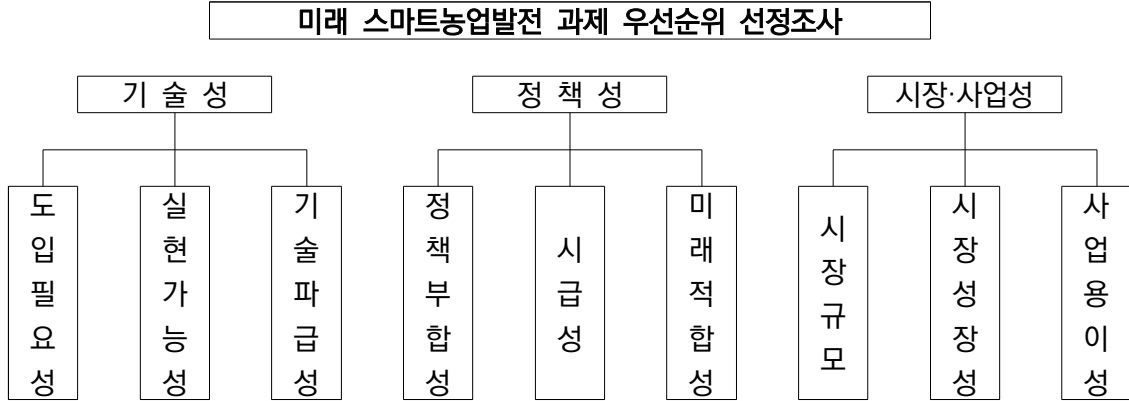 미래 스마트농업발전 과제 우선순위 선정조사
기 술 성
정 책 성
시장·사업성
도입필요성
실현가능성
기술파급성
정책부합성
시급성
미래적합성
시장규모
시장성장성
사업용이성